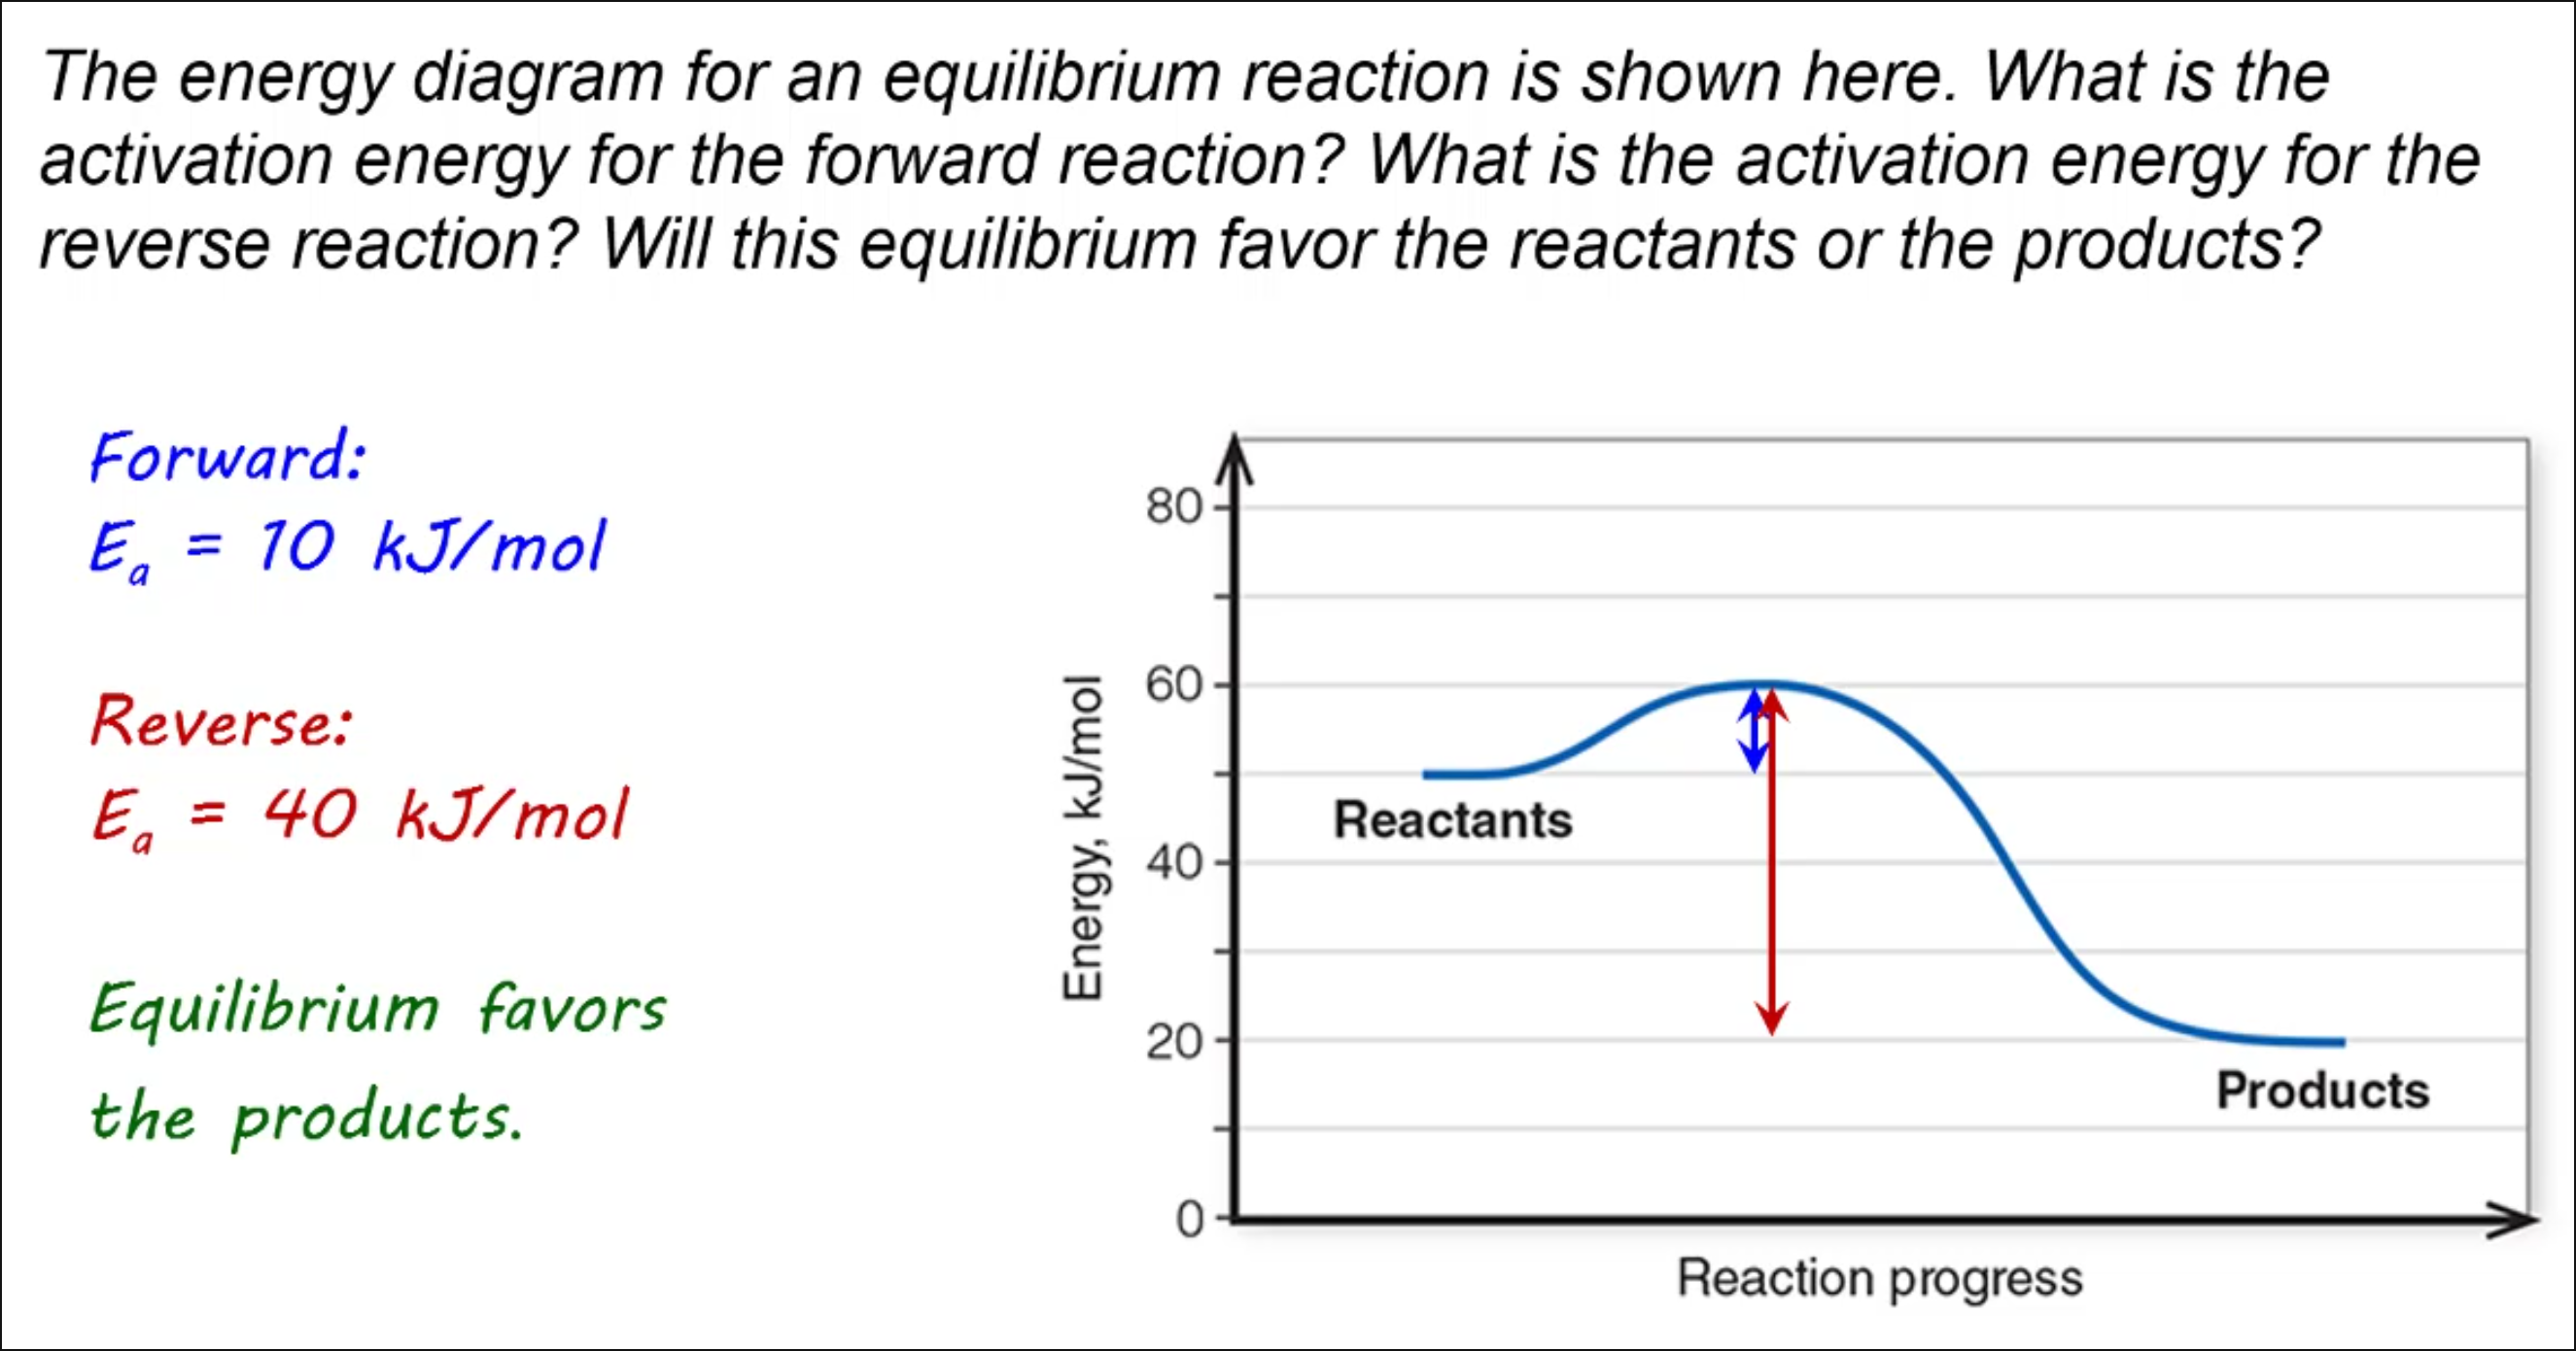 The energy diagram for an equilibrium reaction is shown here. What is the
activation energy for the forward reaction? What is the activation energy for the
reverse reaction? Will this equilibrium favor the reactants or the products?
Forward:
Eₐ = 10 kJ/mol
Reverse:
Eₐ = 40 kJ/mol
Equilibrium favors
the products.
Energy, kJ/mol
80
60
40
20
0
Reactants
Products
Reaction progress